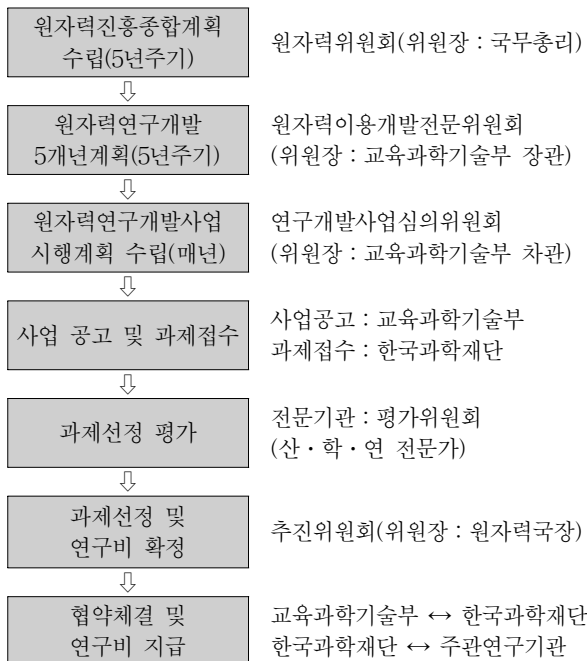 원자력진흥종합계획
수립(5년주기)
원자력위원회(위원장 : 국무총리)
원자력연구개발
5개년계획(5년주기)
원자력이용개발전문위원회
(위원장 : 교육과학기술부 장관)
원자력연구개발사업
시행계획 수립(매년)
연구개발사업심의위원회
(위원장 : 교육과학기술부 차관)
사업 공고 및 과제접수
사업공고 : 교육과학기술부
과제접수 : 한국과학재단
과제선정 평가
전문기관 : 평가위원회
(산・학・연 전문가)
과제선정 및
연구비 확정
추진위원회(위원장 : 원자력국장)
협약체결 및
연구비 지급
교육과학기술부 ↔ 한국과학재단
한국과학재단 ↔ 주관연구기관